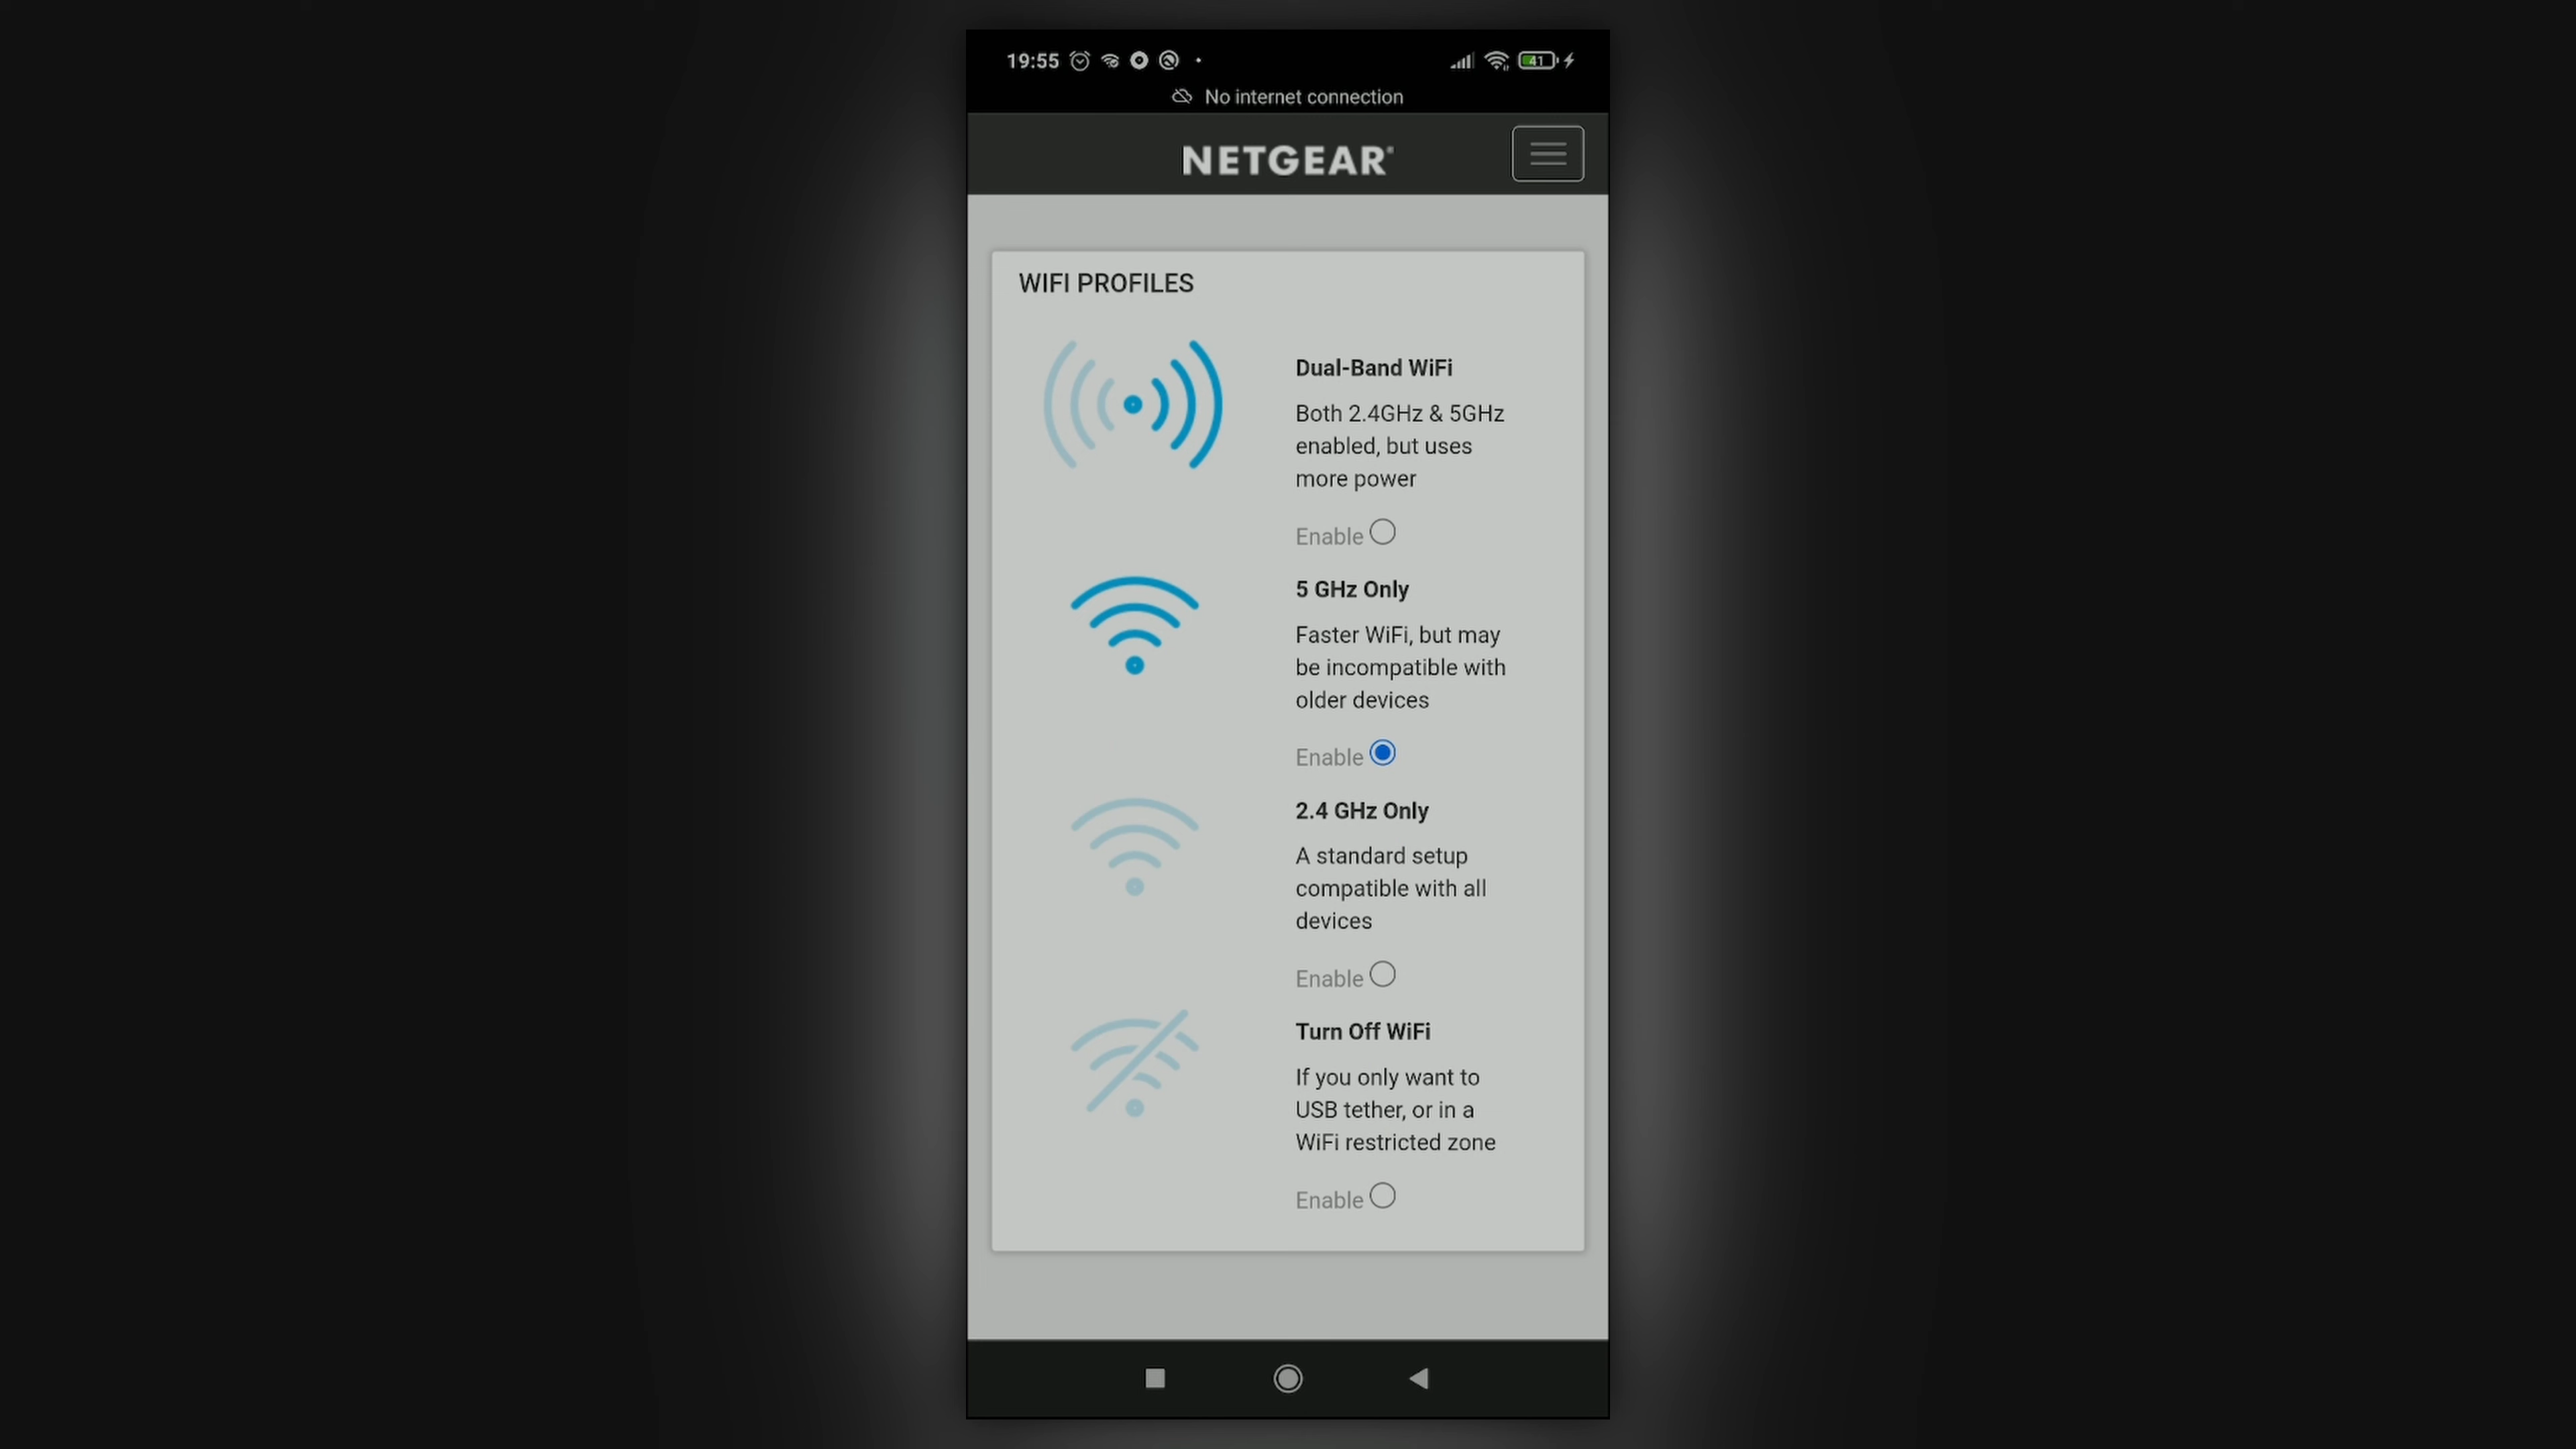 19:55
41
No internet connection
NETGEAR®
WIFI PROFILES
Dual-Band WiFi
Both 2.4GHz & 5GHz
enabled, but uses
more power
Enable
5 GHz Only
Faster WiFi, but may
be incompatible with
older devices
Enable
2.4 GHz Only
A standard setup
compatible with all
devices
Enable
Turn Off WiFi
If you only want to
USB tether, or in a
WiFi restricted zone
Enable